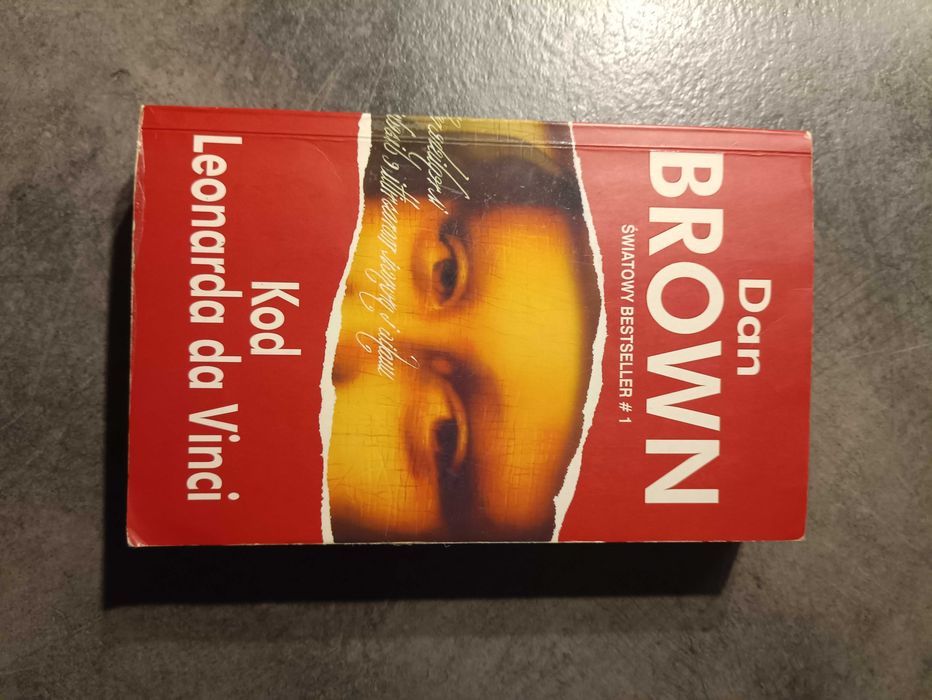 Dan
BROWN
ŚWIATOWY BESTSELLER # 1
Kod
Leonarda da Vinci